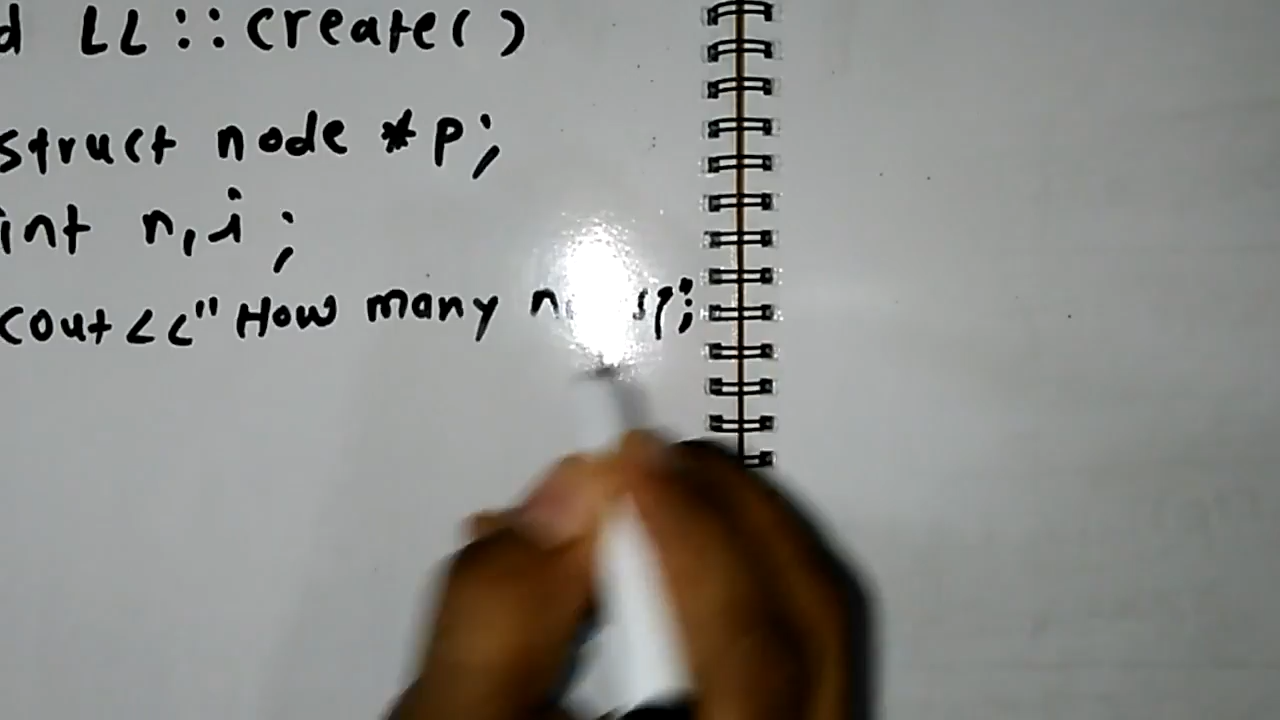 d LL::create()
struct node *p;
int n,i;
cout<<"How many